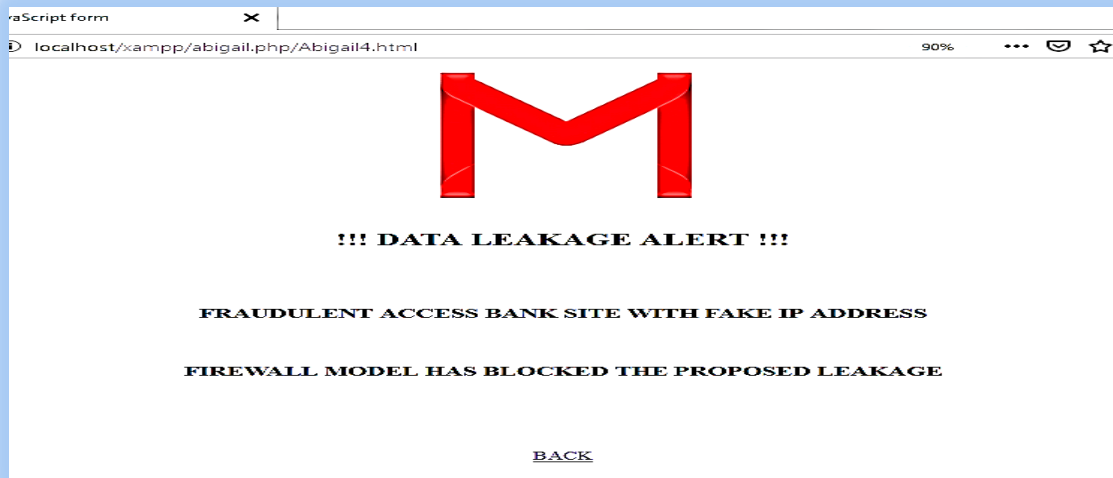 vaScript form
localhost/xampp/abigail.php/Abigail4.html 90%
!!! DATA LEAKAGE ALERT !!!
FRAUDULENT ACCESS BANK SITE WITH FAKE IP ADDRESS
FIREWALL MODEL HAS BLOCKED THE PROPOSED LEAKAGE
BACK